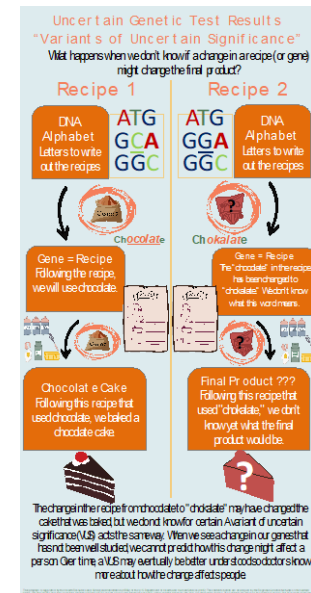 Uncertain Genetic Test Results
"Variants of Uncertain Significance"
What happens when we don't know if a change in a recipe (or gene)
might change the final product?
Recipe 1
DNA
Alphabet
Letters to write
out the recipes
ATG
GCA
GGC
Cocoa
Chocolate
Gene = Recipe
Following the recipe,
we will use chocolate.
Chocolate Cake
Following this recipe that
used chocolate, we baked a
chocolate cake.
Recipe 2
ATG
GGA
GGC
DNA
Alphabet
Letters to write
out the recipes
?
Chokalate
Gene = Recipe
The "chocolate" in the recipe
has been changed to
"chokalate." We don't know
what this word means.
?
Final Product ???
Following this recipe that
used "chokalate," we don't
know yet what the final
product would be.
?
The change in the recipe from chocolate to "chokalate" may have changed the
cake that was baked, but we do not know for certain. A variant of uncertain
significance (VUS) acts the same way. When we see a change in our genes that
has not been well studied, we cannot predict how this change might affect a
person. Over time, a VUS may eventually be better understood so doctors know
more about how the change affects people.